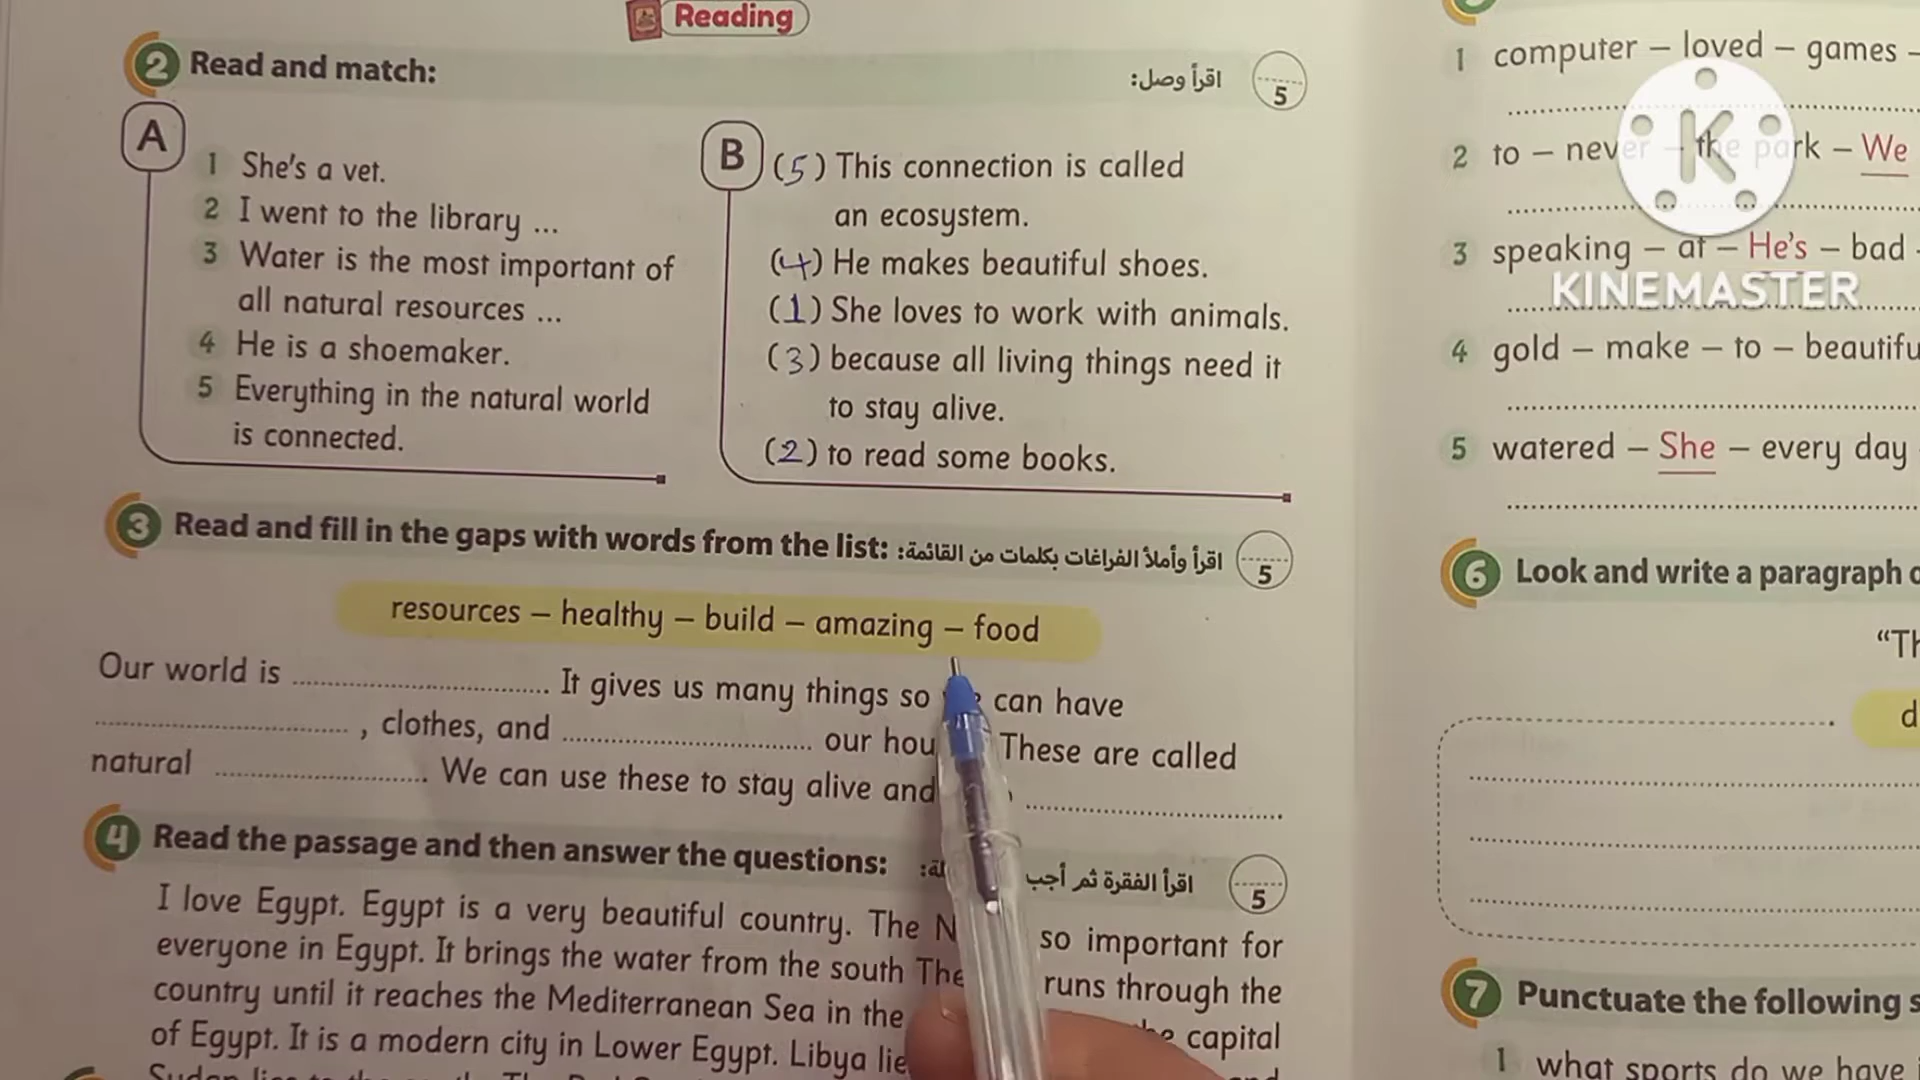 Reading
2 Read and match:
اقرأ وصل:
5
A
1 She's a vet.
2 I went to the library ...
3 Water is the most important of
all natural resources ...
4 He is a shoemaker.
5 Everything in the natural world
is connected.
B
(5) This connection is called
an ecosystem.
(4) He makes beautiful shoes.
(1) She loves to work with animals.
(3) because all living things need it
to stay alive.
(2) to read some books.
3 Read and fill in the gaps with words from the list: اقرأ وأملأ الفراغات بكلمات من القائمة:
5
resources – healthy – build – amazing – food
Our world is .......... It gives us many things so can have
.......... , clothes, and .......... our These are called
natural .......... We can use these to stay alive and ..........
4 Read the passage and then answer the questions:
اقرأ الفقرة ثم أجب
5
I love Egypt. Egypt is a very beautiful country. The so important for
everyone in Egypt. It brings the water from the south The runs through the
country until it reaches the Mediterranean Sea in the
of Egypt. It is a modern city in Lower Egypt. Libya capital
1 computer – loved – games –
2 to – never – the park – We
3 speaking – at – He's – bad
4 gold – make – to –
5 watered – She – every day
KINEMASTER
6 Look and write a paragraph
7 Punctuate the following
1 what sports do we have